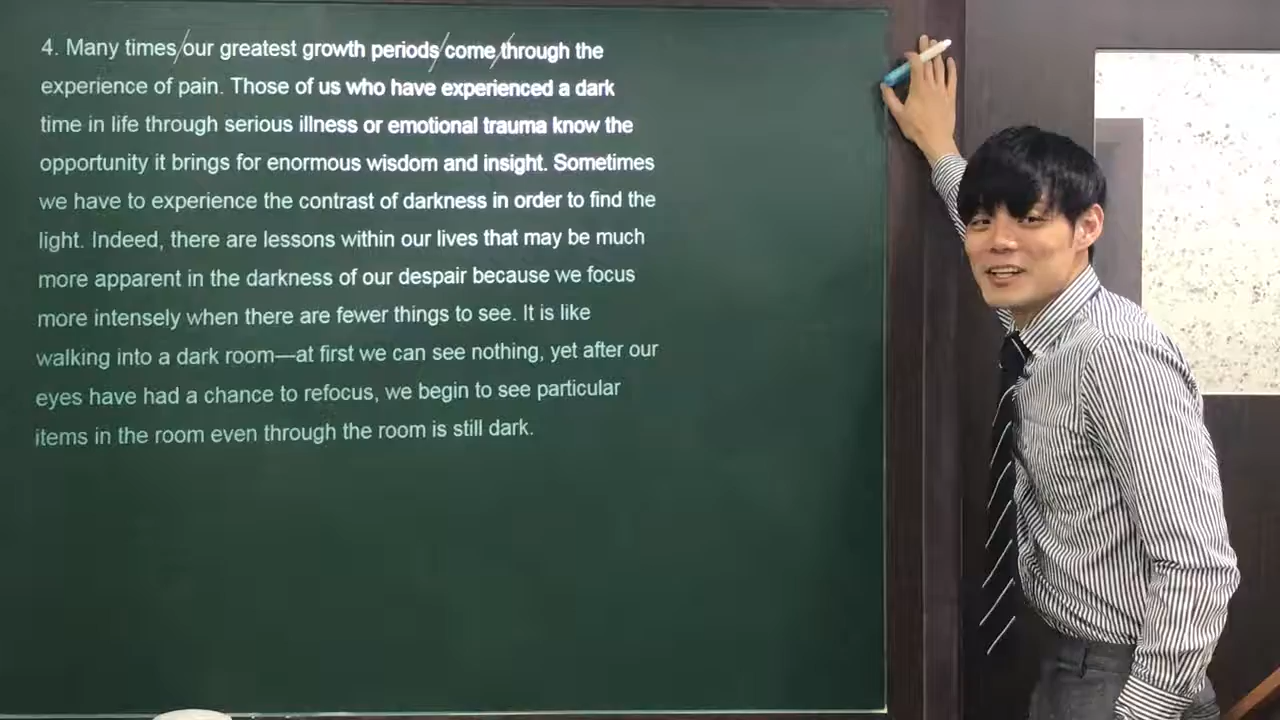 4. Many times/our greatest growth periods/come/through the
experience of pain. Those of us who have experienced a dark
time in life through serious illness or emotional trauma know the
opportunity it brings for enormous wisdom and insight. Sometimes
we have to experience the contrast of darkness in order to find the
light. Indeed, there are lessons within our lives that may be much
more apparent in the darkness of our despair because we focus
more intensely when there are fewer things to see. It is like
walking into a dark room—at first we can see nothing, yet after our
eyes have had a chance to refocus, we begin to see particular
items in the room even through the room is still dark.